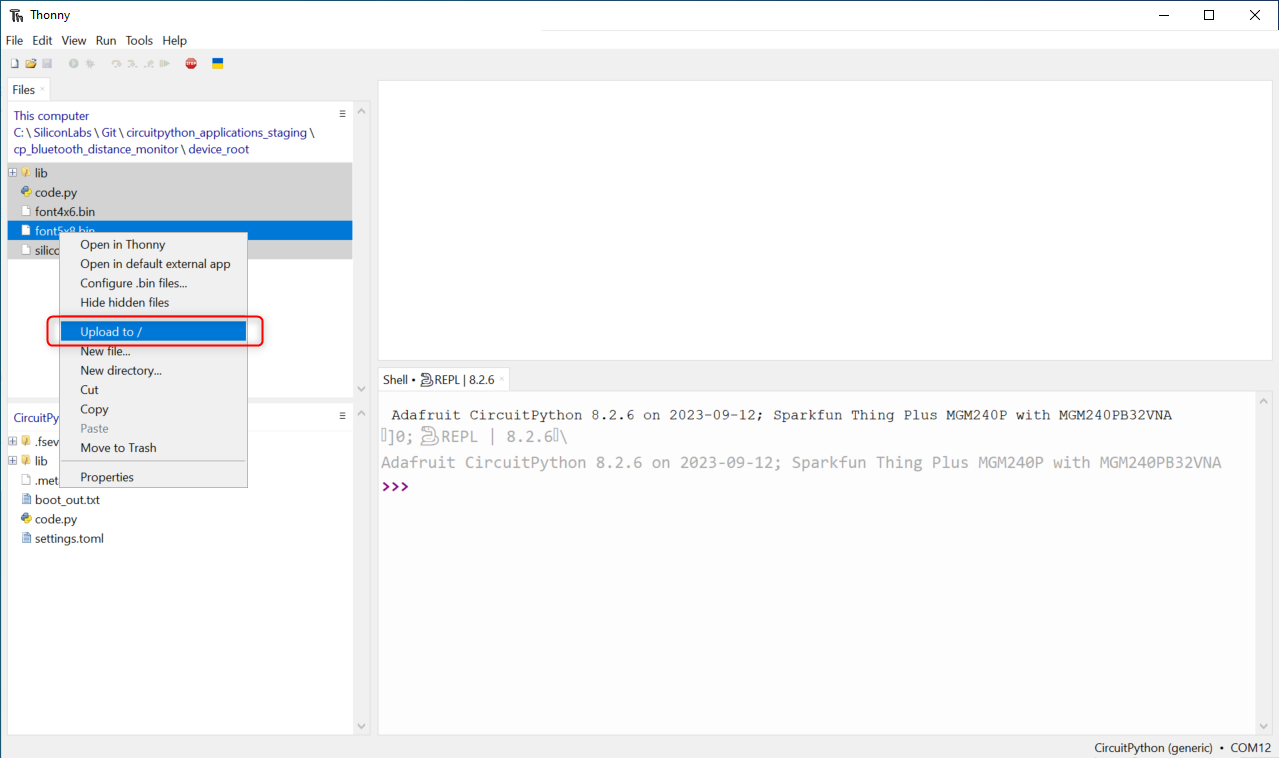 Thonny
File Edit View Run Tools Help
Files
This computer
C: \ SiliconLabs \ Git \ circuitpython_applications_staging \
cp_bluetooth_distance_monitor \ device_root
lib
code.py
font4x6.bin
font5x8.bin
silico
Open in Thonny
Open in default external app
Configure .bin files...
Hide hidden files
Upload to /
New file...
New directory...
Cut
Copy
Paste
Move to Trash
Properties
CircuitPy
.fsev
lib
.met
boot_out.txt
code.py
settings.toml
Shell • REPL | 8.2.6
Adafruit CircuitPython 8.2.6 on 2023-09-12; Sparkfun Thing Plus MGM240P with MGM240PB32VNA
]0; REPL | 8.2.6 \
Adafruit CircuitPython 8.2.6 on 2023-09-12; Sparkfun Thing Plus MGM240P with MGM240PB32VNA
>>>
CircuitPython (generic) • COM12